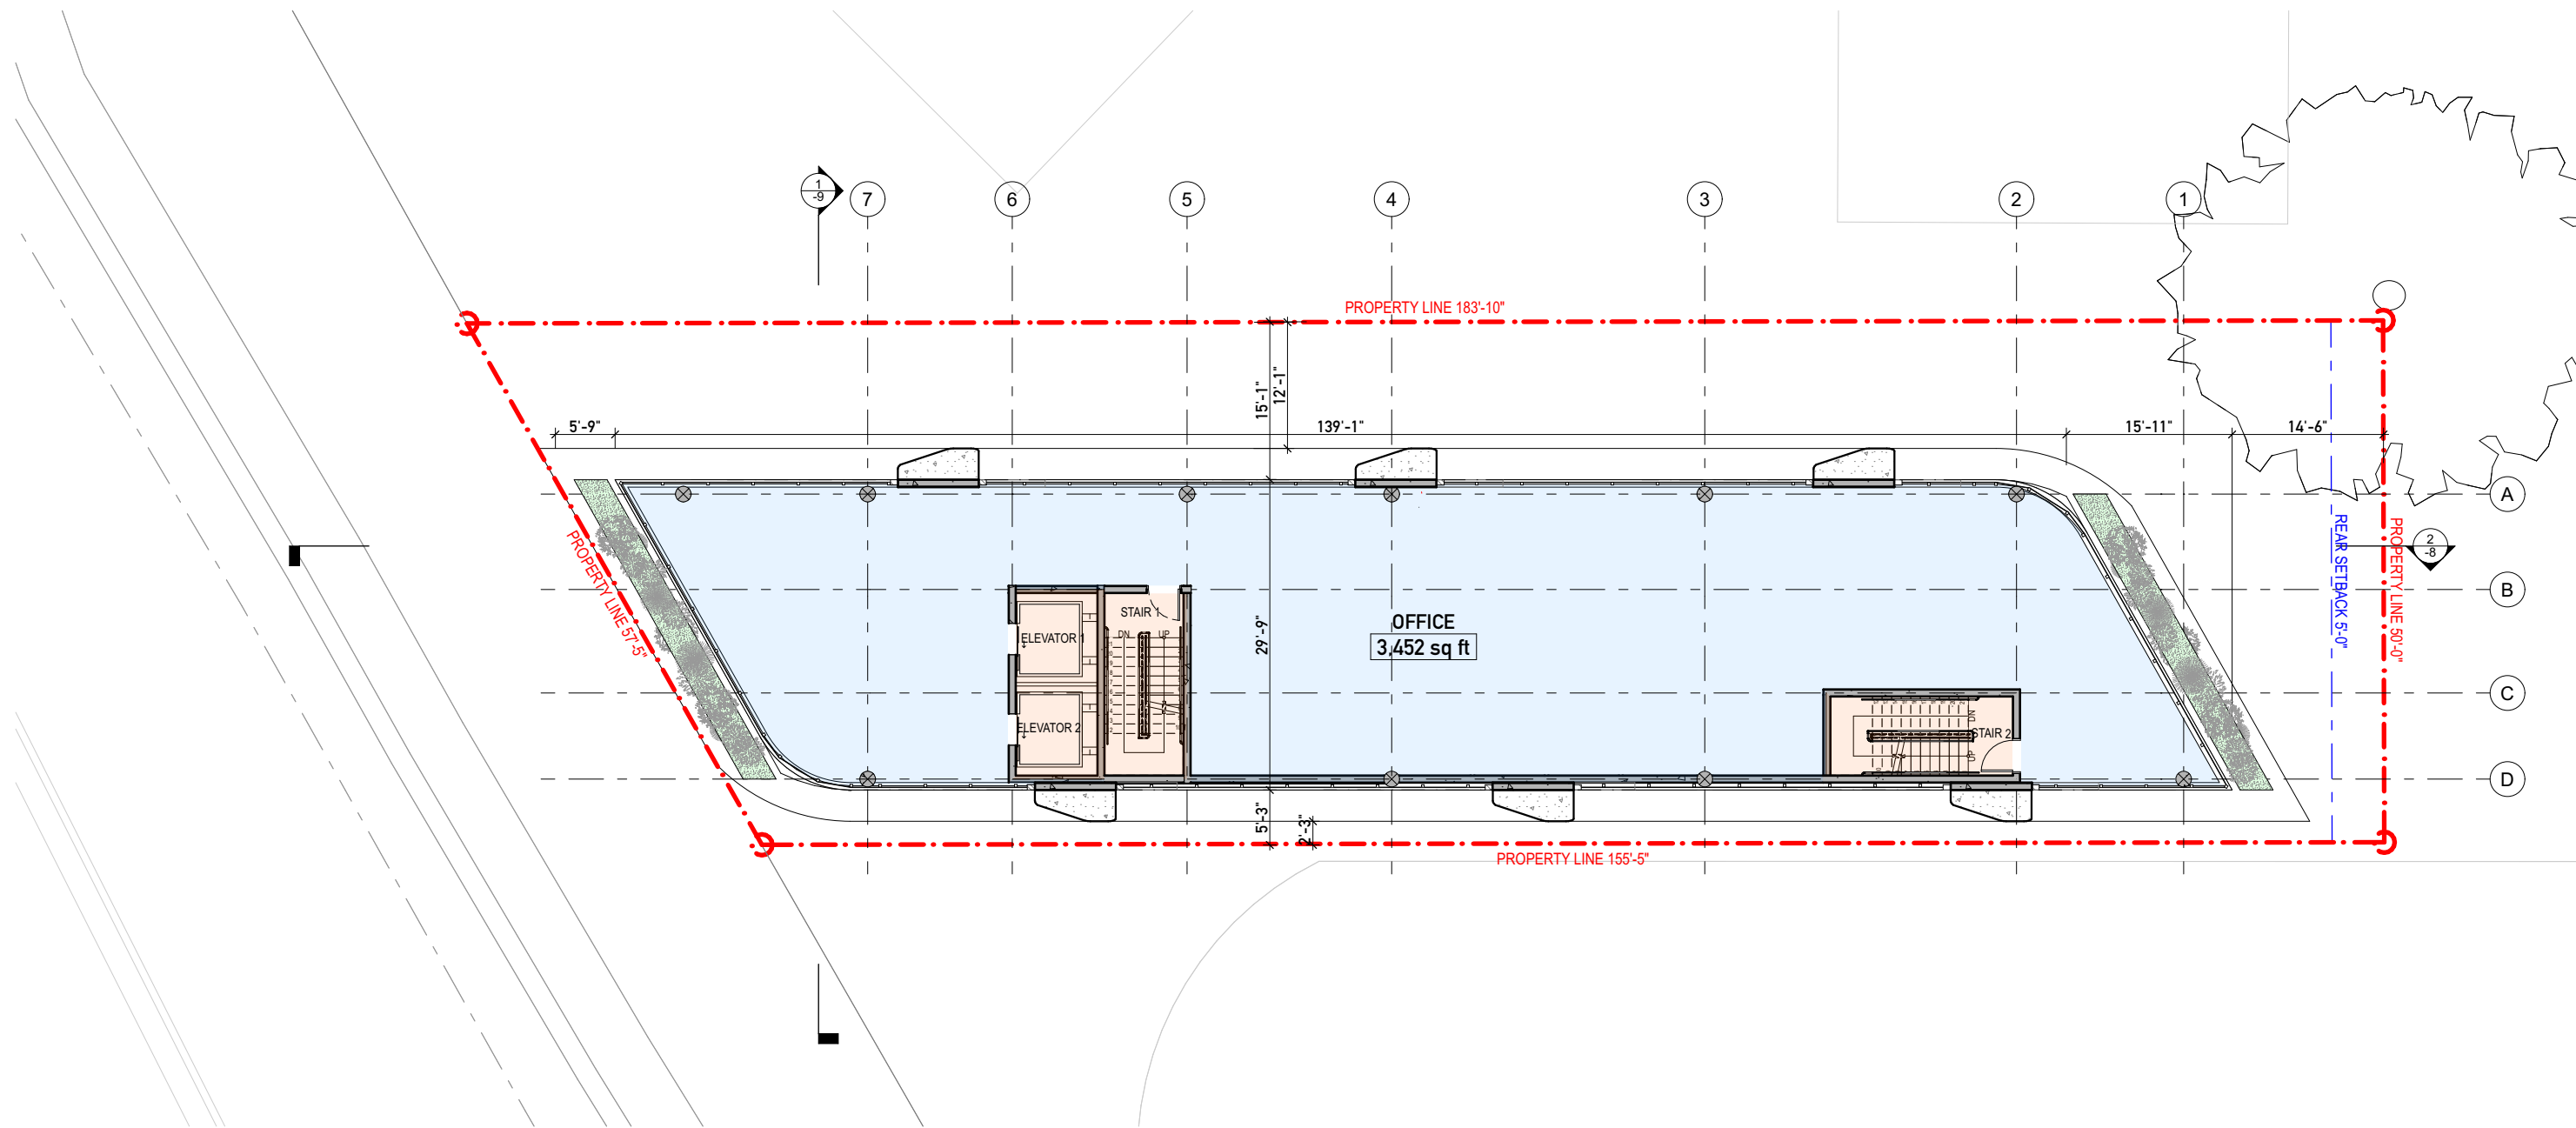 1
-9
7
6
5
4
3
2
1
PROPERTY LINE 183'-10"
15'-1"
12'-1"
5'-9"
139'-1"
15'-11"
14'-6"
A
PROPERTY LINE 57'-5"
REAR SETBACK 5'-0"
PROPERTY LINE 50'-0"
2
-8
B
STAIR 1
DN
UP
ELEVATOR 1
OFFICE
3,452 sq ft
29'-9"
C
ELEVATOR 2
DN
STAIR 2
UP
D
5'-3"
2'-3"
PROPERTY LINE 155'-5"